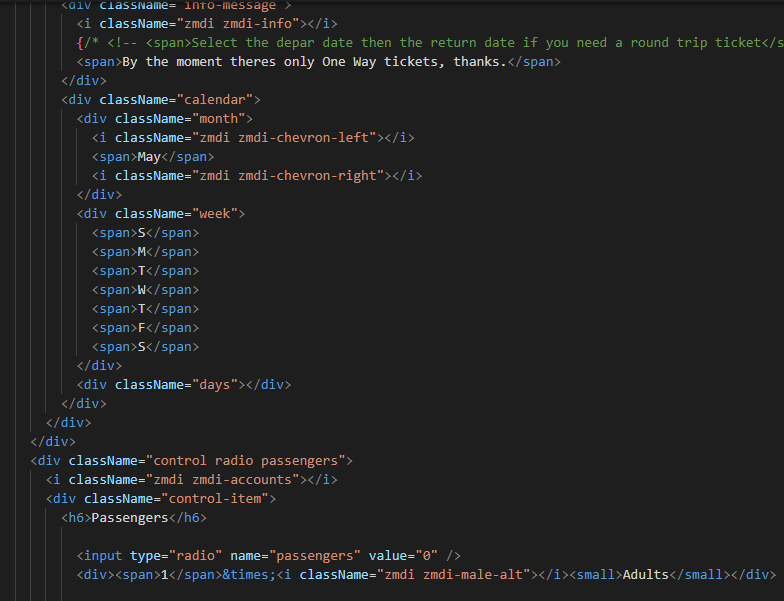 <div className="info-message">
<i className="zmdi zmdi-info"></i>
{/* <!-- <span>Select the depar date then the return date if you need a round trip ticket</s
<span>By the moment theres only One Way tickets, thanks.</span>
</div>
<div className="calendar">
<div className="month">
<i className="zmdi zmdi-chevron-left"></i>
<span>May</span>
<i className="zmdi zmdi-chevron-right"></i>
</div>
<div className="week">
<span>S</span>
<span>M</span>
<span>T</span>
<span>W</span>
<span>T</span>
<span>F</span>
<span>S</span>
</div>
<div className="days"></div>
</div>
</div>
</div>
<div className="control radio passengers">
<i className="zmdi zmdi-accounts"></i>
<div className="control-item">
<h6>Passengers</h6>
<input type="radio" name="passengers" value="0" />
<div><span>1</span>&times;<i className="zmdi zmdi-male-alt"></i><small>Adults</small></div>